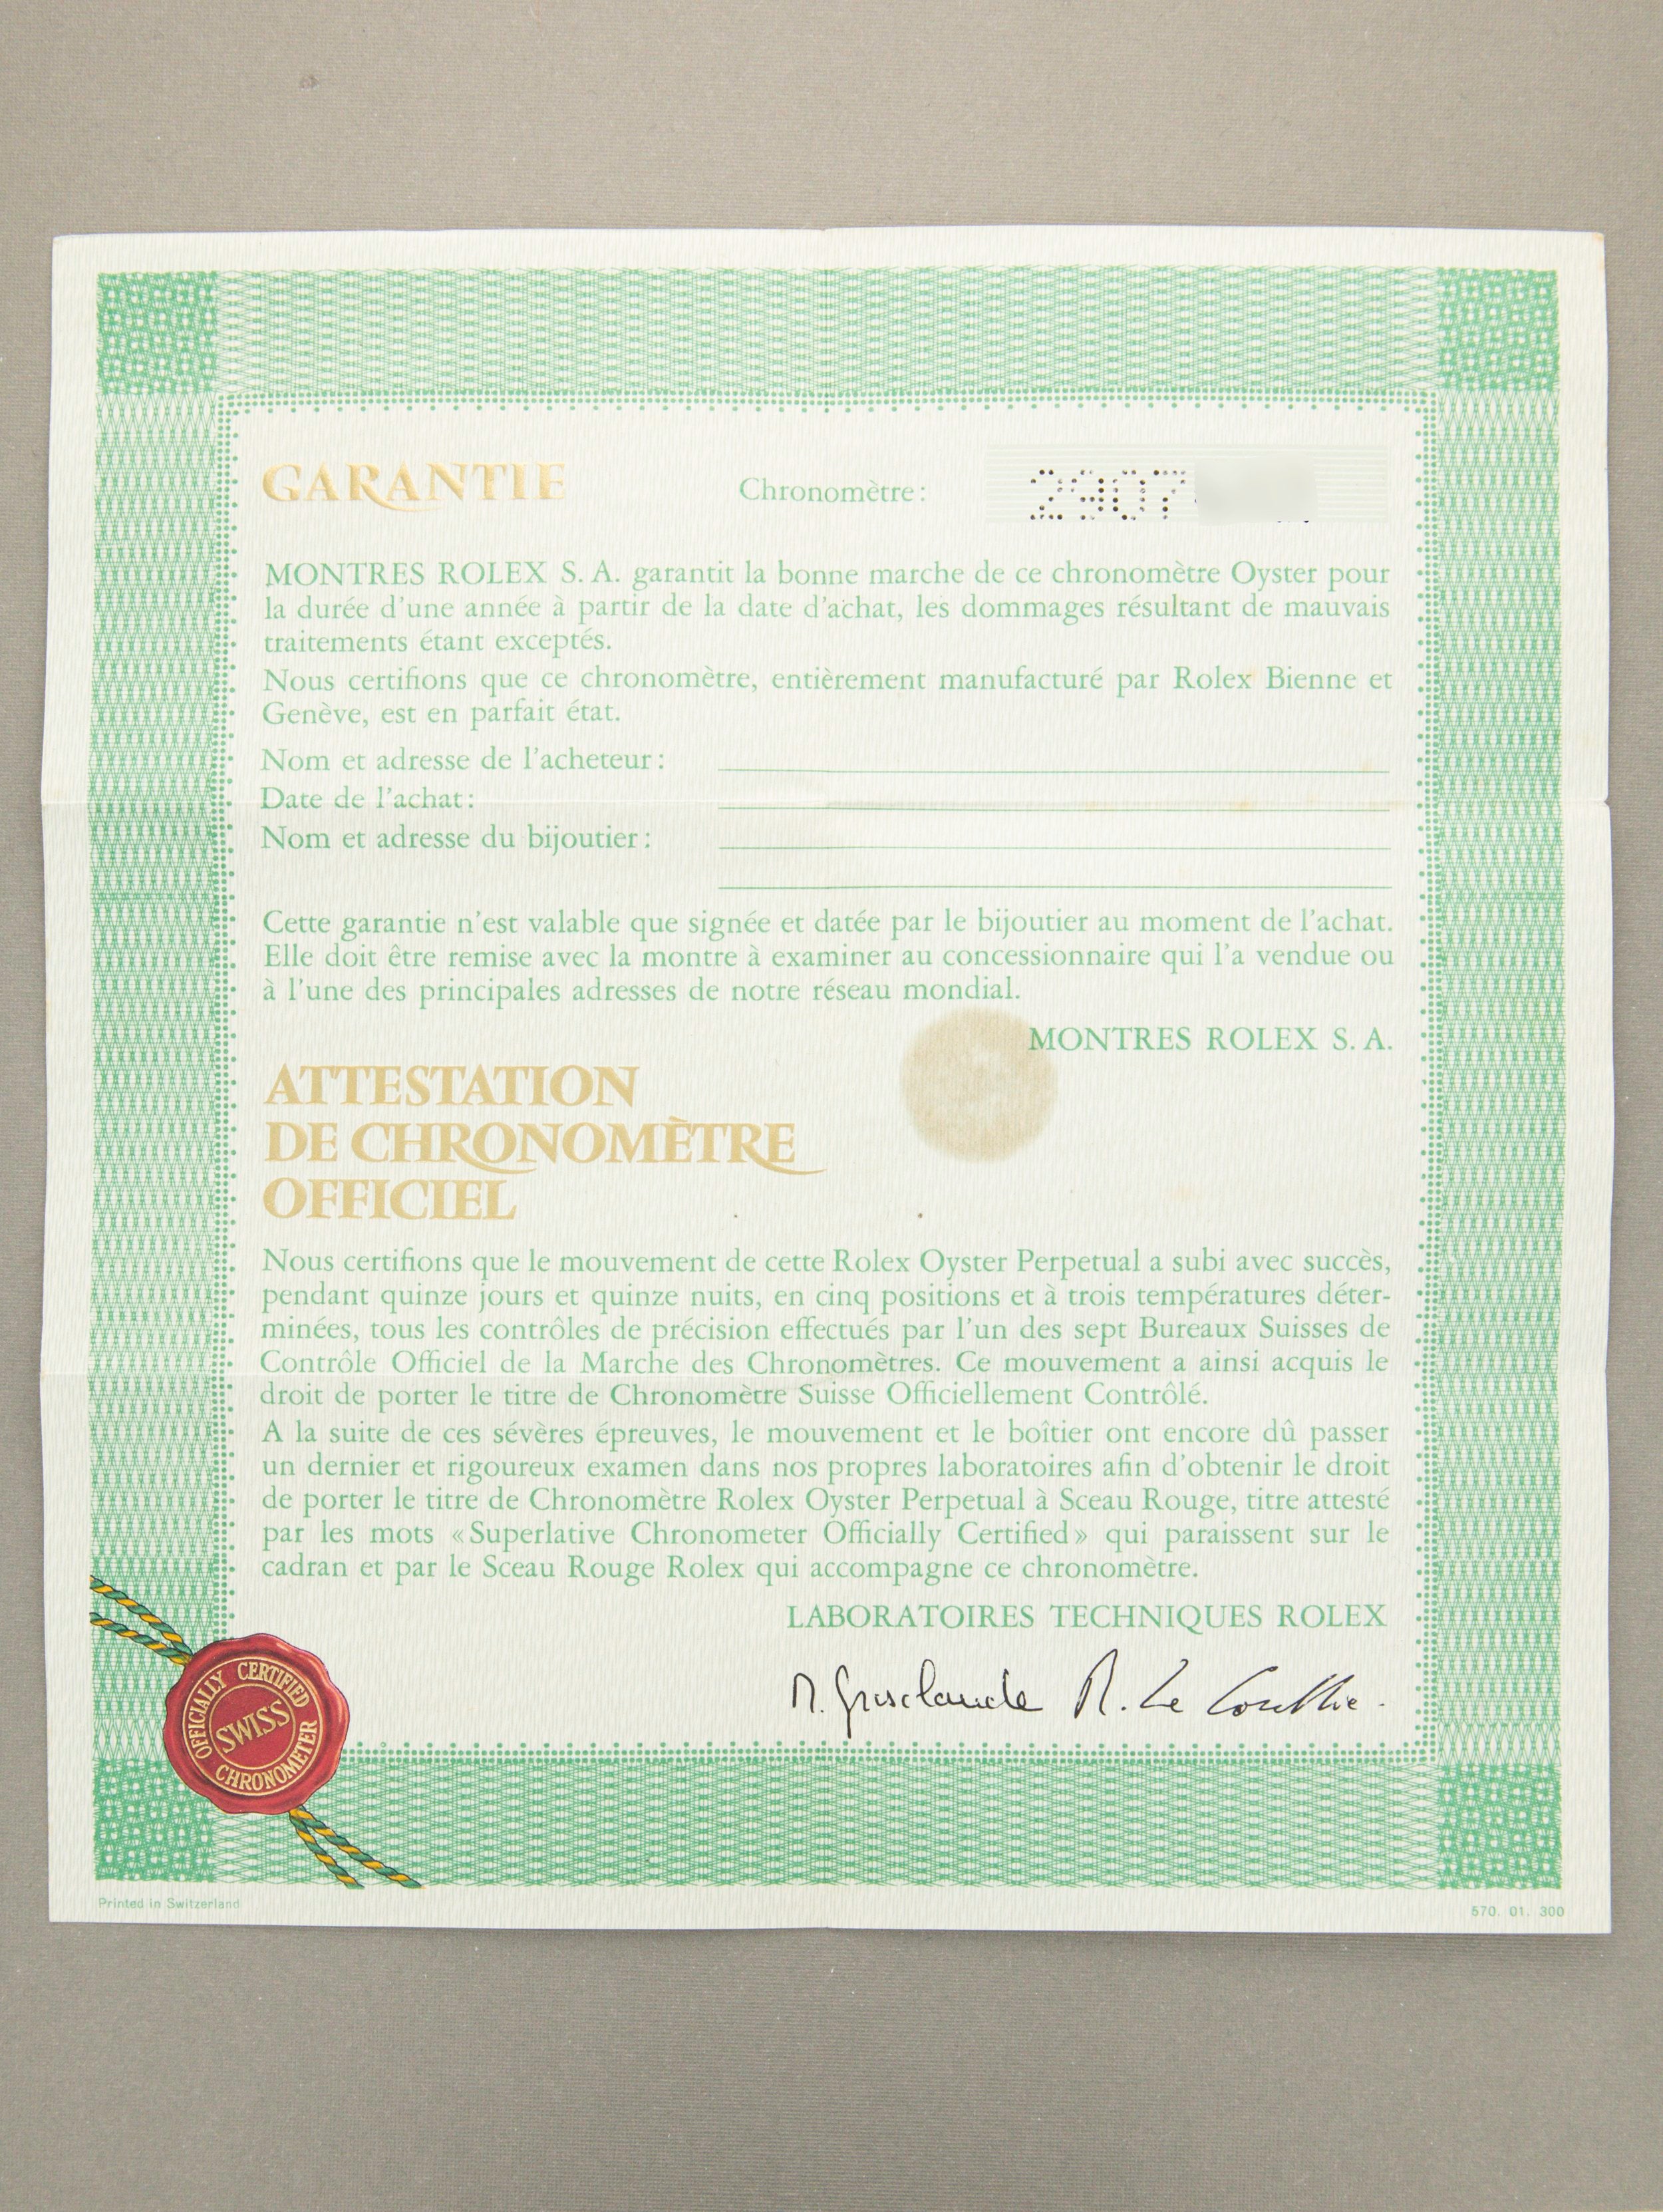 GARANTIE
Chronomètre: 2907
MONTRES ROLEX S. A. garantit la bonne marche de ce chronomètre Oyster pour
la durée d'une année à partir de la date d'achat, les dommages résultant de mauvais
traitements étant exceptés.
Nous certifions que ce chronomètre, entièrement manufacturé par Rolex Bienne et
Genève, est en parfait état.
Nom et adresse de l'acheteur:
Date de l'achat:
Nom et adresse du bijoutier:
Cette garantie n'est valable que signée et datée par le bijoutier au moment de l'achat.
Elle doit être remise avec la montre à examiner au concessionnaire qui l'a vendue ou
à l'une des principales adresses de notre réseau mondial.
MONTRES ROLEX S. A.
ATTESTATION
DE CHRONOMÈTRE
OFFICIEL
Nous certifions que le mouvement de cette Rolex Oyster Perpetual a subi avec succès,
pendant quinze jours et quinze nuits, en cinq positions et à trois températures déter-
minées, tous les contrôles de précision effectués par l'un des sept Bureaux Suisses de
Contrôle Officiel de la Marche des Chronomètres. Ce mouvement a ainsi acquis le
droit de porter le titre de Chronomètre Suisse Officiellement Contrôlé.
A la suite de ces sévères épreuves, le mouvement et le boîtier ont encore dû passer
un dernier et rigoureux examen dans nos propres laboratoires afin d'obtenir le droit
de porter le titre de Chronomètre Rolex Oyster Perpetual à Sceau Rouge, titre attesté
par les mots «Superlative Chronometer Officially Certified» qui paraissent sur le
cadran et par le Sceau Rouge Rolex qui accompagne ce chronomètre.
LABORATOIRES TECHNIQUES ROLEX
OFFICIALLY CERTIFIED
SWISS
CHRONOMETER
Printed in Switzerland
570. 01. 300